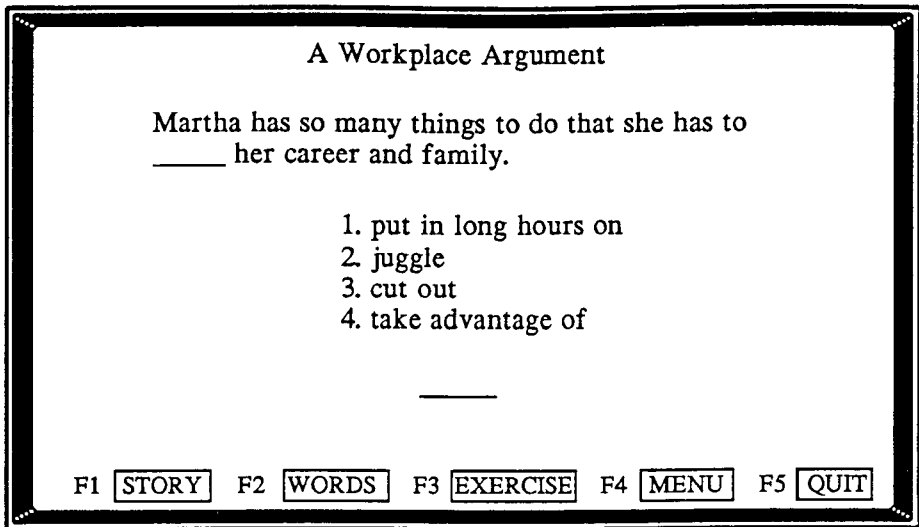 A Workplace Argument
Martha has so many things to do that she has to
_____ her career and family.
1. put in long hours on
2. juggle
3. cut out
4. take advantage of
_____
F1 STORY F2 WORDS F3 EXERCISE F4 MENU F5 QUIT